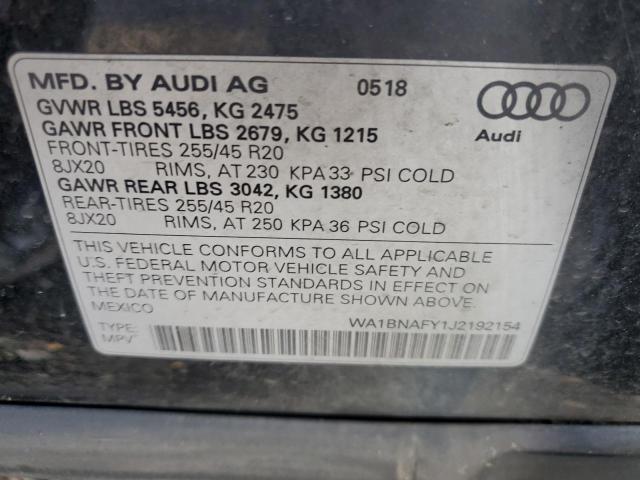 MFD. BY AUDI AG 0518
GVWR LBS 5456, KG 2475
GAWR FRONT LBS 2679, KG 1215
FRONT-TIRES 255/45 R20
8JX20 RIMS, AT 230 KPA 33 PSI COLD
GAWR REAR LBS 3042, KG 1380
REAR-TIRES 255/45 R20
8JX20 RIMS, AT 250 KPA 36 PSI COLD
Audi
THIS VEHICLE CONFORMS TO ALL APPLICABLE
U.S. FEDERAL MOTOR VEHICLE SAFETY AND
THEFT PREVENTION STANDARDS IN EFFECT ON
THE DATE OF MANUFACTURE SHOWN ABOVE.
MEXICO
WA1BNAFY1J2192154
TYPE:
MPV